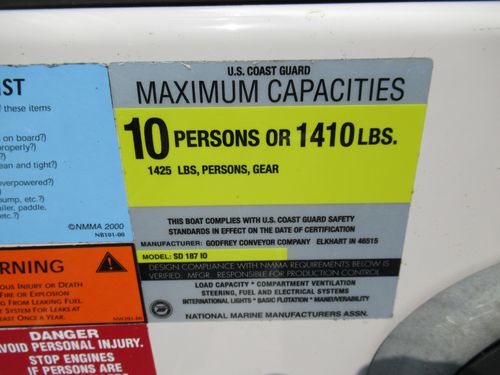 IST
f these items
on board?)
properly?)
ean and tight?)
overpowered?)
ump, etc.?)
iler, paddle,
etc.?)
©NMMA 2000
NB101-00
U.S. COAST GUARD
MAXIMUM CAPACITIES
10 PERSONS OR 1410 LBS.
1425 LBS, PERSONS, GEAR
THIS BOAT COMPLIES WITH U.S. COAST GUARD SAFETY
STANDARDS IN EFFECT ON THE DATE OF CERTIFICATION
MANUFACTURER: GODFREY CONVEYOR COMPANY ELKHART IN 46515
MODEL: SD 187 IO
DESIGN COMPLIANCE WITH NMMA REQUIREMENTS BELOW IS
VERIFIED. MFGR. RESPONSIBLE FOR PRODUCTION CONTROL
LOAD CAPACITY * COMPARTMENT VENTILATION
STEERING, FUEL AND ELECTRICAL SYSTEMS
INTERNATIONAL LIGHTS * BASIC FLOTATION * MANEUVERABILITY
NATIONAL MARINE MANUFACTURERS ASSN.
RNING
OUS INJURY OR DEATH
FIRE OR EXPLOSION
G FROM LEAKING FUEL.
SYSTEM FOR LEAKS AT
EAST ONCE A YEAR.
DANGER
VOID PERSONAL INJURY.
STOP ENGINES
IF PERSONS ARE